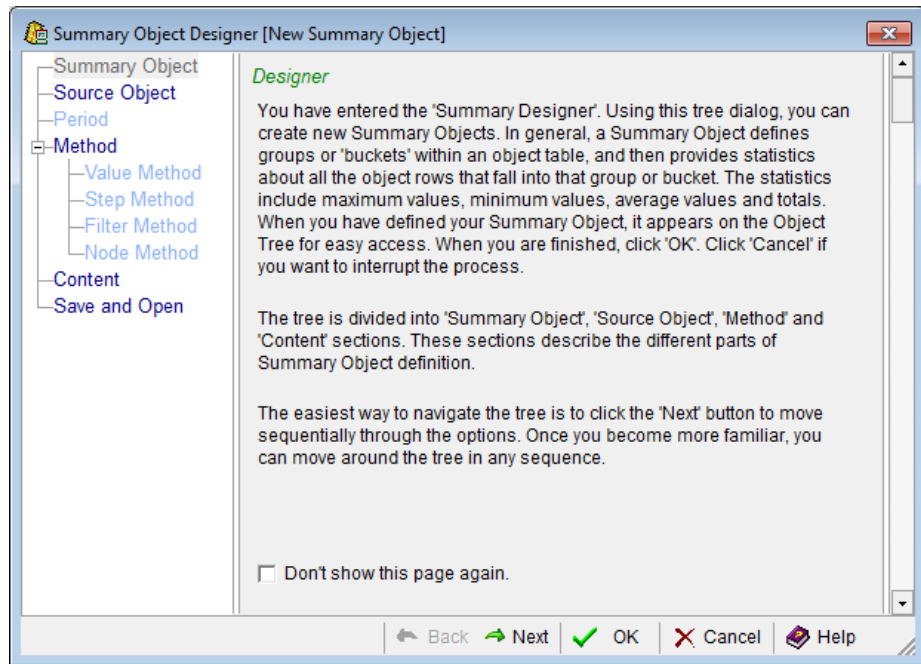 Summary Object Designer [New Summary Object]
Summary Object
Source Object
Period
Method
Value Method
Step Method
Filter Method
Node Method
Content
Save and Open
Designer
You have entered the 'Summary Designer'. Using this tree dialog, you can
create new Summary Objects. In general, a Summary Object defines
groups or 'buckets' within an object table, and then provides statistics
about all the object rows that fall into that group or bucket. The statistics
include maximum values, minimum values, average values and totals.
When you have defined your Summary Object, it appears on the Object
Tree for easy access. When you are finished, click 'OK'. Click 'Cancel' if
you want to interrupt the process.
The tree is divided into 'Summary Object', 'Source Object', 'Method' and
'Content' sections. These sections describe the different parts of
Summary Object definition.
The easiest way to navigate the tree is to click the 'Next' button to move
sequentially through the options. Once you become more familiar, you
can move around the tree in any sequence.
Don't show this page again.
Back Next OK Cancel Help